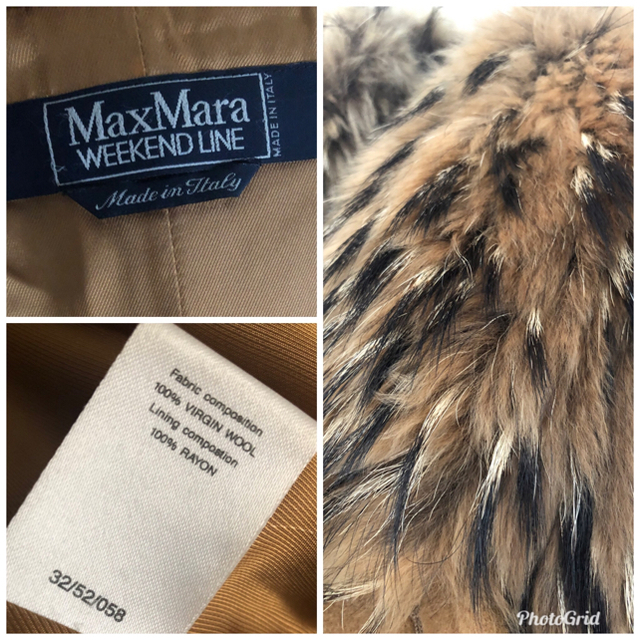 MaxMara
WEEKEND LINE
MADE IN ITALY
Made in Italy
Fabric composition
100% VIRGIN WOOL
Lining composition
100% RAYON
32/52/058
PhotoGrid